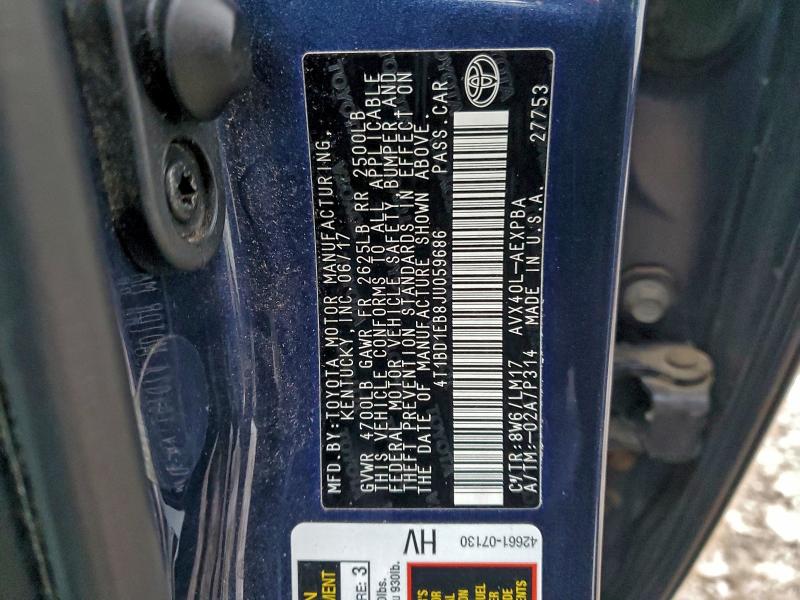 MFD.BY:TOYOTA MOTOR MANUFACTURING,
KENTUCKY, INC. 06/17
GVWR 4700LB GAWR FR 2625LB RR 2500LB
THIS VEHICLE CONFORMS TO ALL APPLICABLE
FEDERAL MOTOR VEHICLE SAFETY, BUMPER, AND
THEFT PREVENTION STANDARDS IN EFFECT ON
THE DATE OF MANUFACTURE SHOWN ABOVE.
4T1BD1EB8JU059686 PASS.CAR
C/TR:8W6/LM17 AVX40L-AEXPBA
A/TM:-02A/P314 MADE IN U.S.A. 27753
HV
42661-07130